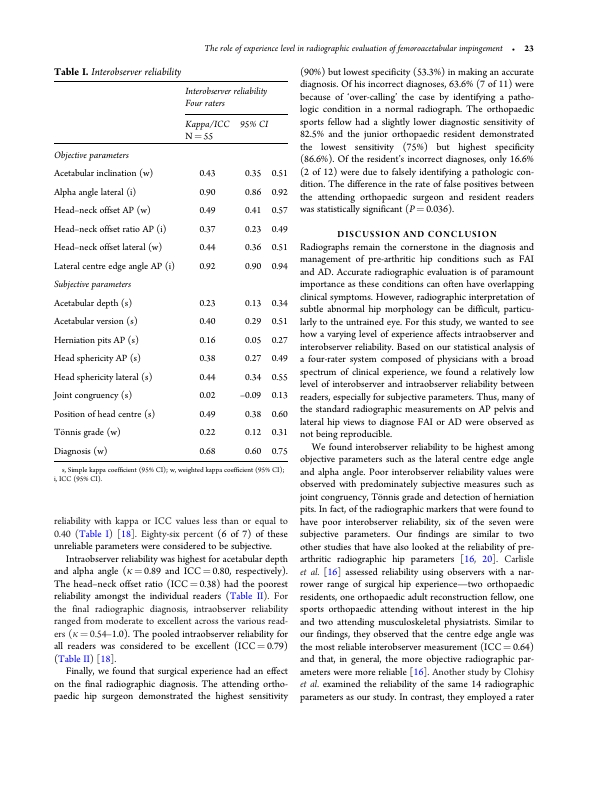 The role of experience level in radiographic evaluation of femoroacetabular impingement • 23
Table I. Interobserver reliability
Interobserver reliability
Four raters
Kappa/ICC 95% CI
N = 55
Objective parameters
Acetabular inclination (w) 0.43 0.35 0.51
Alpha angle lateral (i) 0.90 0.86 0.92
Head–neck offset AP (w) 0.49 0.41 0.57
Head–neck offset ratio AP (i) 0.37 0.23 0.49
Head–neck offset lateral (w) 0.44 0.36 0.51
Lateral centre edge angle AP (i) 0.92 0.90 0.94
Subjective parameters
Acetabular depth (s) 0.23 0.13 0.34
Acetabular version (s) 0.40 0.29 0.51
Herniation pits AP (s) 0.16 0.05 0.27
Head sphericity AP (s) 0.38 0.27 0.49
Head sphericity lateral (s) 0.44 0.34 0.55
Joint congruency (s) 0.02 –0.09 0.13
Position of head centre (s) 0.49 0.38 0.60
Tönnis grade (w) 0.22 0.12 0.31
Diagnosis (w) 0.68 0.60 0.75
s, Simple kappa coefficient (95% CI); w, weighted kappa coefficient (95% CI);
i, ICC (95% CI).
reliability with kappa or ICC values less than or equal to
0.40 (Table I) [18]. Eighty-six percent (6 of 7) of these
unreliable parameters were considered to be subjective.
Intraobserver reliability was highest for acetabular depth
and alpha angle (κ = 0.89 and ICC = 0.80, respectively).
The head–neck offset ratio (ICC = 0.38) had the poorest
reliability amongst the individual readers (Table II). For
the final radiographic diagnosis, intraobserver reliability
ranged from moderate to excellent across the various read-
ers (κ = 0.54–1.0). The pooled intraobserver reliability for
all readers was considered to be excellent (ICC = 0.79)
(Table II) [18].
Finally, we found that surgical experience had an effect
on the final radiographic diagnosis. The attending ortho-
paedic hip surgeon demonstrated the highest sensitivity
(90%) but lowest specificity (53.3%) in making an accurate
diagnosis. Of his incorrect diagnoses, 63.6% (7 of 11) were
because of 'over-calling' the case by identifying a patho-
logic condition in a normal radiograph. The orthopaedic
sports fellow had a slightly lower diagnostic sensitivity of
82.5% and the junior orthopaedic resident demonstrated
the lowest sensitivity (75%) but highest specificity
(86.6%). Of the resident's incorrect diagnoses, only 16.6%
(2 of 12) were due to falsely identifying a pathologic con-
dition. The difference in the rate of false positives between
the attending orthopaedic surgeon and resident readers
was statistically significant (P = 0.036).
DISCUSSION AND CONCLUSION
Radiographs remain the cornerstone in the diagnosis and
management of pre-arthritic hip conditions such as FAI
and AD. Accurate radiographic evaluation is of paramount
importance as these conditions can often have overlapping
clinical symptoms. However, radiographic interpretation of
subtle abnormal hip morphology can be difficult, particu-
larly to the untrained eye. For this study, we wanted to see
how a varying level of experience affects intraobserver and
interobserver reliability. Based on our statistical analysis of
a four-rater system composed of physicians with a broad
spectrum of clinical experience, we found a relatively low
level of interobserver and intraobserver reliability between
readers, especially for subjective parameters. Thus, many of
the standard radiographic measurements on AP pelvis and
lateral hip views to diagnose FAI or AD were observed as
not being reproducible.
We found interobserver reliability to be highest among
objective parameters such as the lateral centre edge angle
and alpha angle. Poor interobserver reliability values were
observed with predominately subjective measures such as
joint congruency, Tönnis grade and detection of herniation
pits. In fact, of the radiographic markers that were found to
have poor interobserver reliability, six of the seven were
subjective parameters. Our findings are similar to two
other studies that have also looked at the reliability of pre-
arthritic radiographic hip parameters [16, 20]. Carlisle
et al. [16] assessed reliability using observers with a nar-
rower range of surgical hip experience—two orthopaedic
residents, one orthopaedic adult reconstruction fellow, one
sports orthopaedic attending without interest in the hip
and two attending musculoskeletal physiatrists. Similar to
our findings, they observed that the centre edge angle was
the most reliable interobserver measurement (ICC = 0.64)
and that, in general, the more objective radiographic par-
ameters were more reliable [16]. Another study by Clohisy
et al. examined the reliability of the same 14 radiographic
parameters as our study. In contrast, they employed a rater